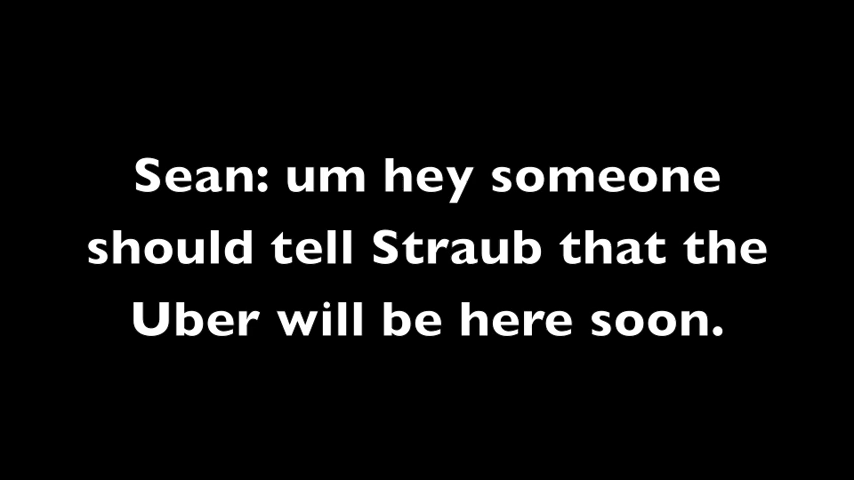 Sean: um hey someone
should tell Straub that the
Uber will be here soon.